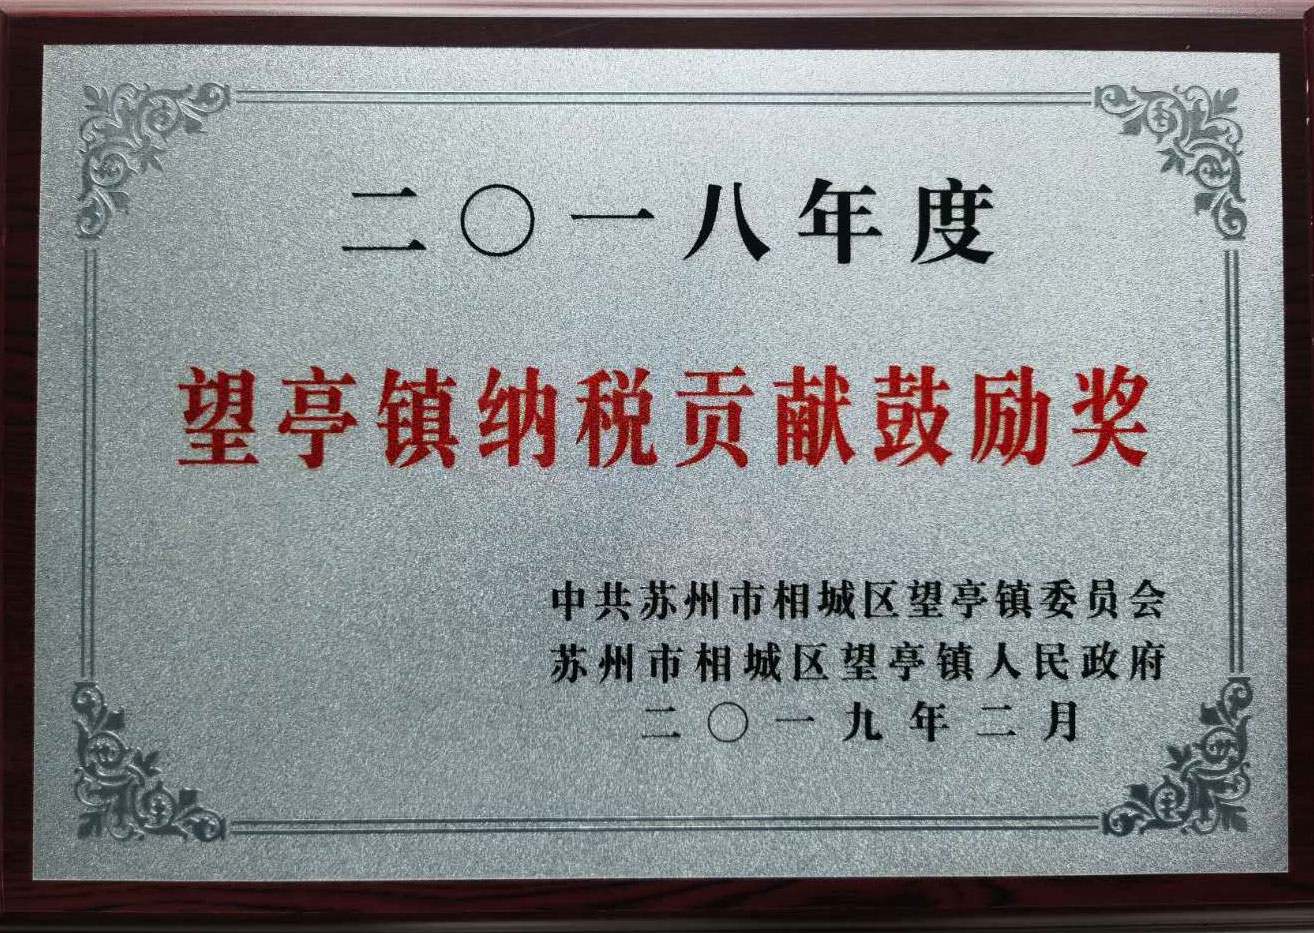 二〇一八年度
望亭镇纳税贡献鼓励奖
中共苏州市相城区望亭镇委员会
苏州市相城区望亭镇人民政府
二〇一九年二月